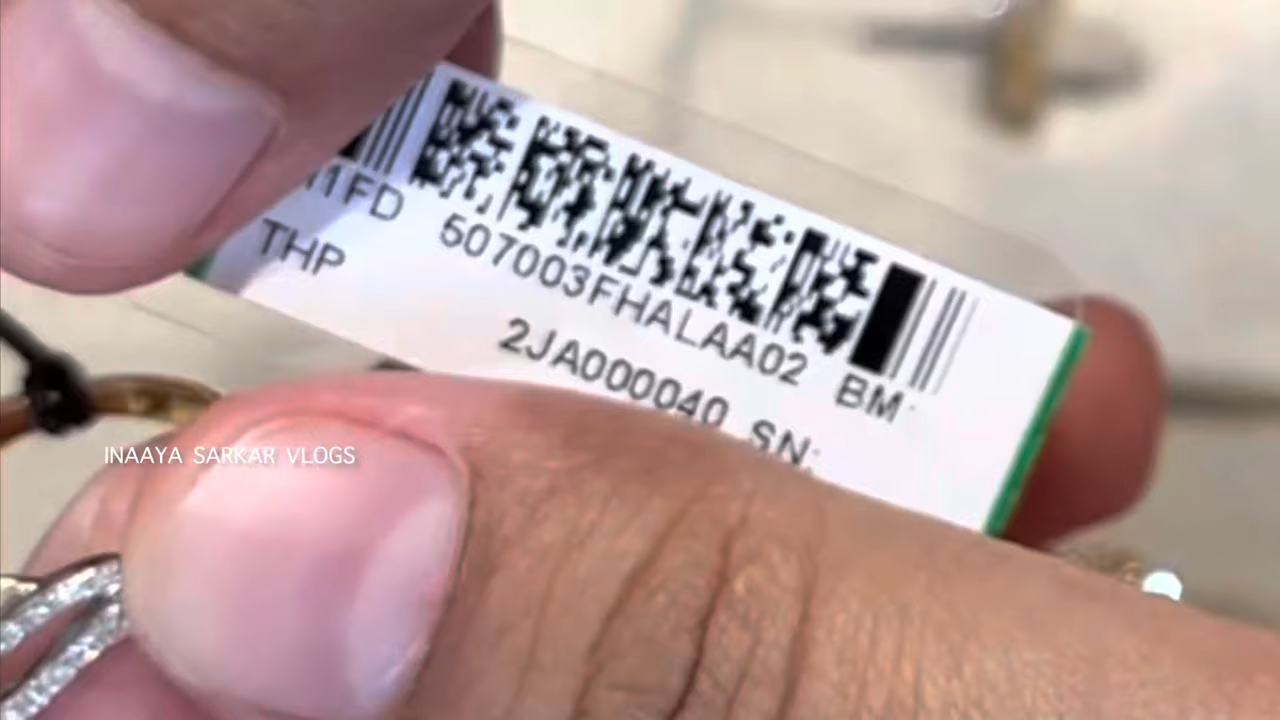 1FD 507003FHALAA02 BM
THP 2JA000040 SN:
INAAYA SARKAR VLOGS